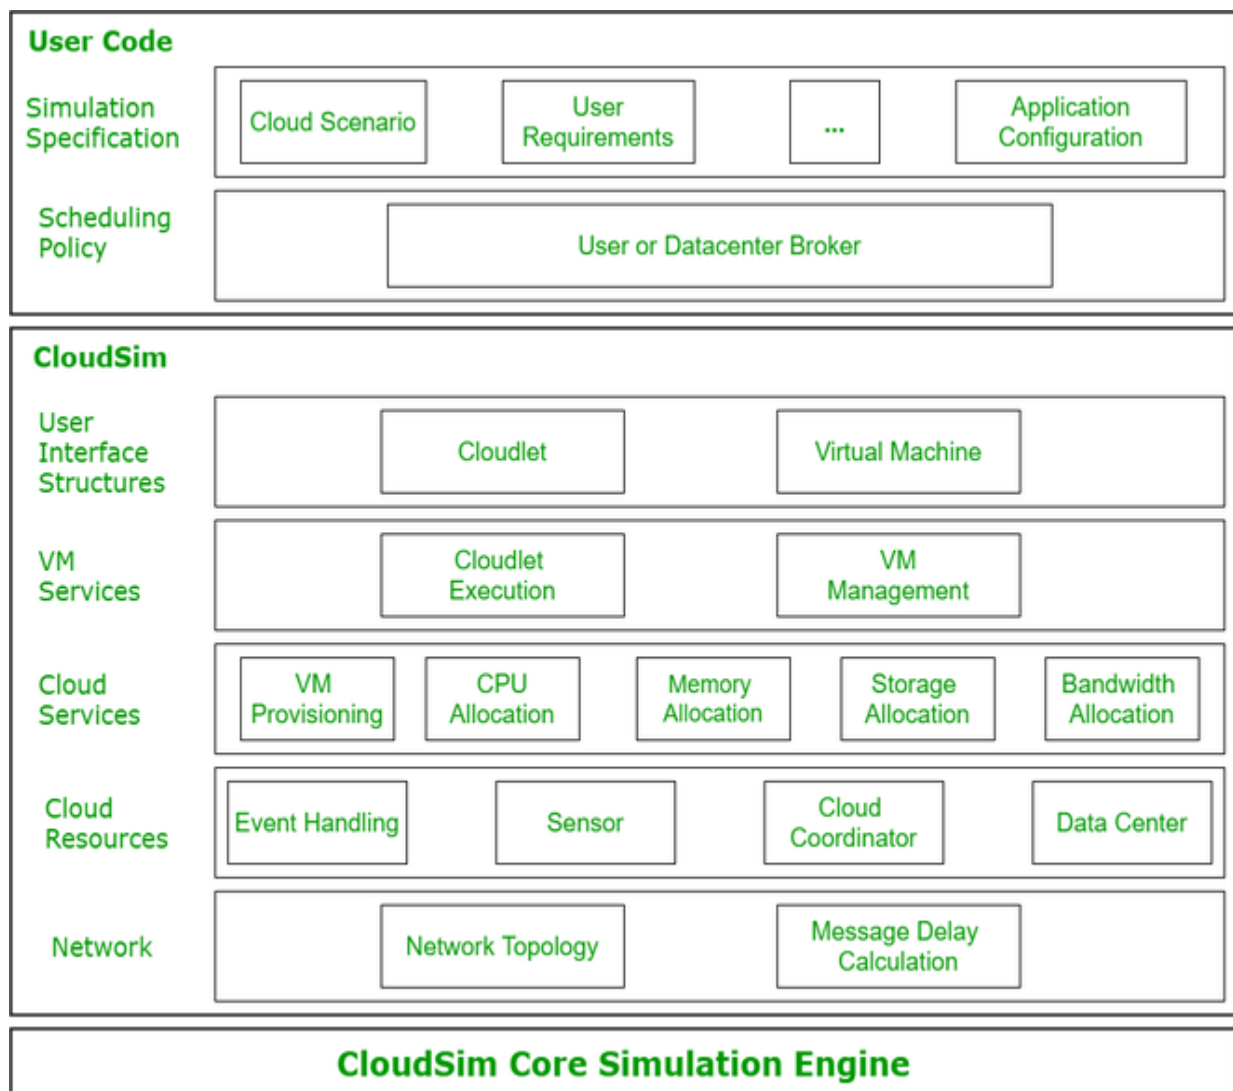 User Code
Simulation
Specification
Cloud Scenario
User
Requirements
...
Application
Configuration
Scheduling
Policy
User or Datacenter Broker
CloudSim
User
Interface
Structures
Cloudlet
Virtual Machine
VM
Services
Cloudlet
Execution
VM
Management
Cloud
Services
VM
Provisioning
CPU
Allocation
Memory
Allocation
Storage
Allocation
Bandwidth
Allocation
Cloud
Resources
Event Handling
Sensor
Cloud
Coordinator
Data Center
Network
Network Topology
Message Delay
Calculation
CloudSim Core Simulation Engine